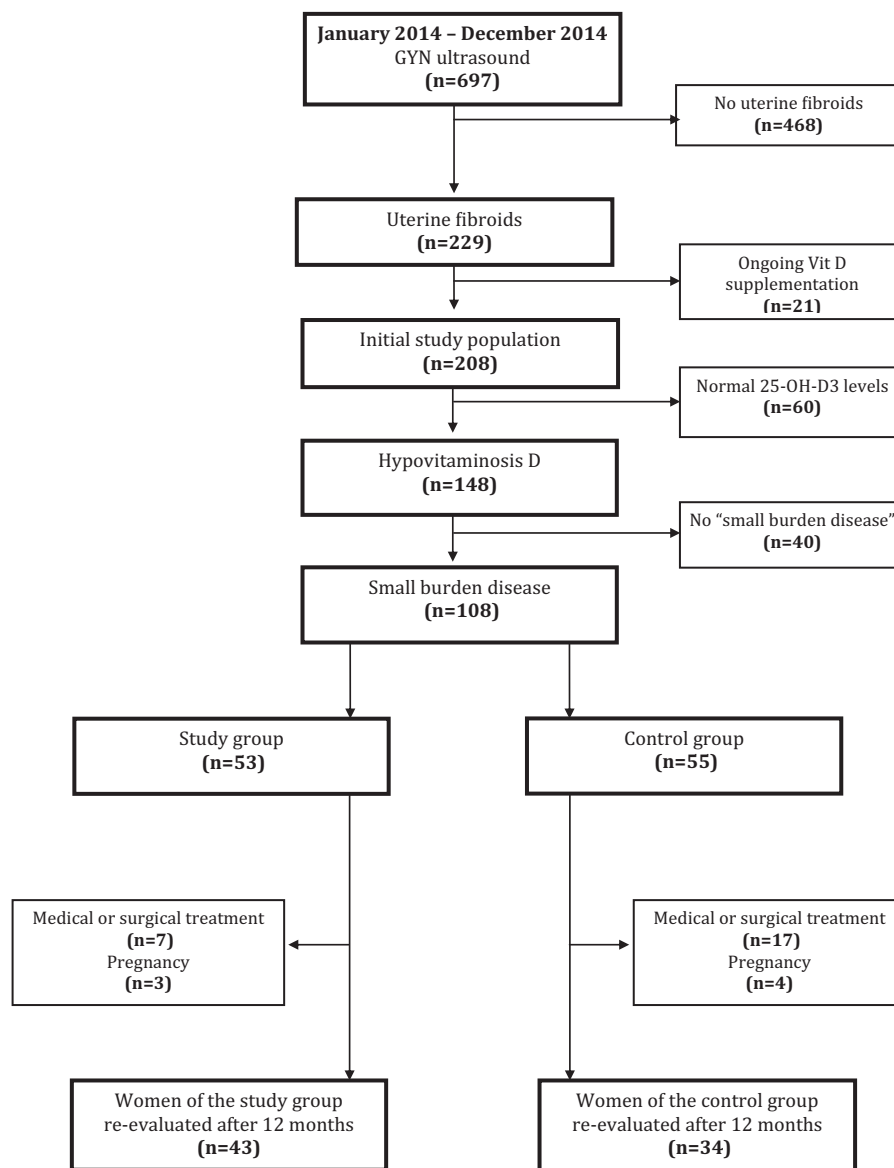 January 2014 – December 2014
GYN ultrasound
(n=697)
No uterine fibroids
(n=468)
Uterine fibroids
(n=229)
Ongoing Vit D
supplementation
(n=21)
Initial study population
(n=208)
Normal 25-OH-D3 levels
(n=60)
Hypovitaminosis D
(n=148)
No “small burden disease”
(n=40)
Small burden disease
(n=108)
Study group
(n=53)
Control group
(n=55)
Medical or surgical treatment
(n=7)
Pregnancy
(n=3)
Medical or surgical treatment
(n=17)
Pregnancy
(n=4)
Women of the study group
re-evaluated after 12 months
(n=43)
Women of the control group
re-evaluated after 12 months
(n=34)